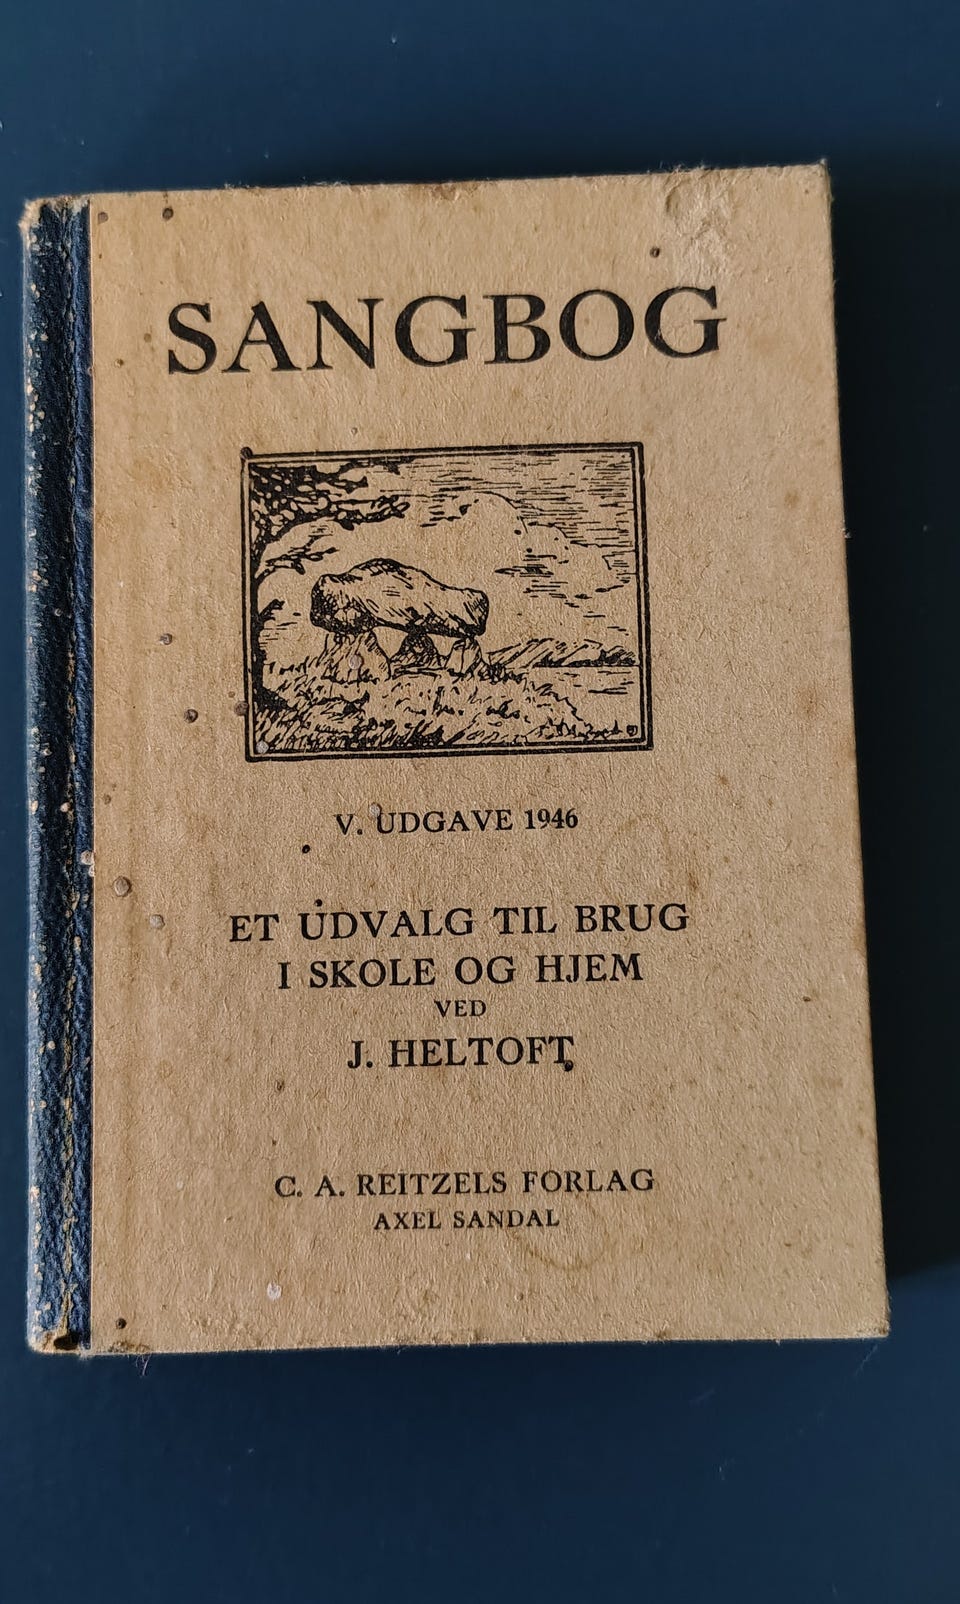 SANGBOG
V. UDGAVE 1946
ET UDVALG TIL BRUG
I SKOLE OG HJEM
VED
J. HELTOFT
C. A. REITZELS FORLAG
AXEL SANDAL